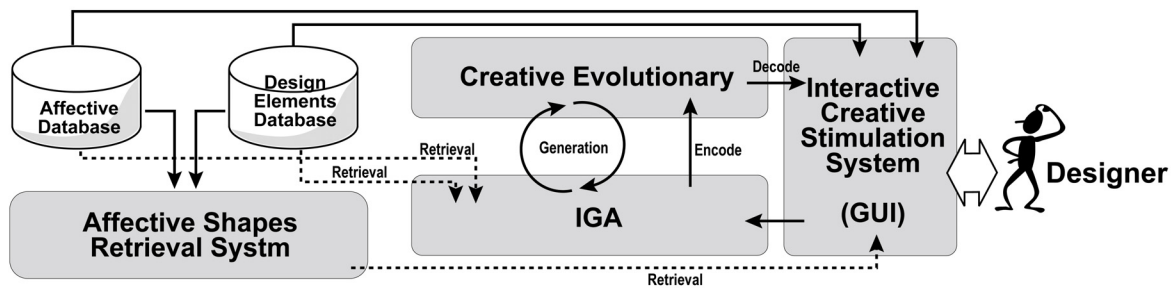 Affective
Database
Design
Elements
Database
Creative Evolutionary
Decode
Interactive
Creative
Stimulation
System
(GUI)
Designer
Generation
Encode
Retrieval
Retrieval
IGA
Affective Shapes
Retrieval Systm
Retrieval